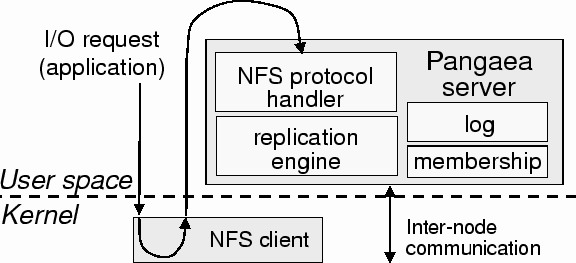 I/O request
(application)
NFS protocol
handler
replication
engine
Pangaea
server
log
membership
User space
Kernel
NFS client
Inter-node
communication